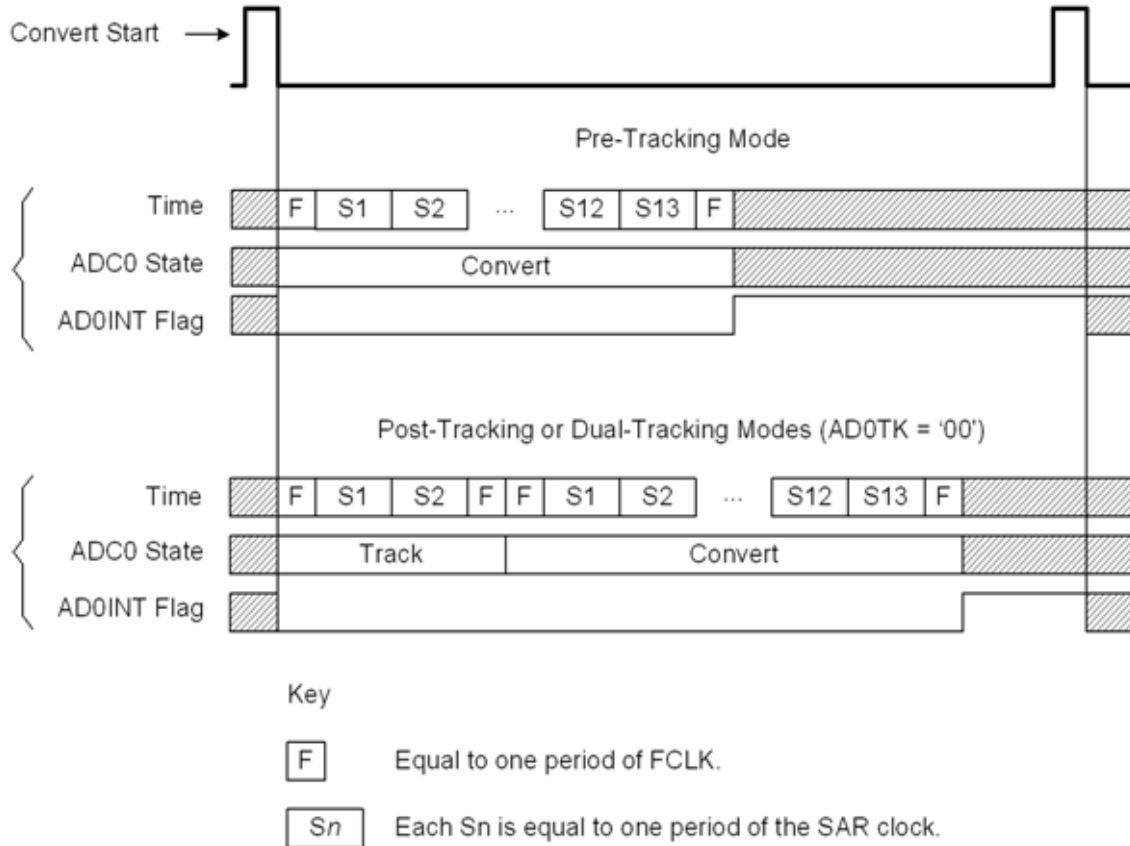 Convert Start
Pre-Tracking Mode
Time F S1 S2 ... S12 S13 F
ADC0 State Convert
AD0INT Flag
Post-Tracking or Dual-Tracking Modes (AD0TK = ‘00’)
Time F S1 S2 F F S1 S2 ... S12 S13 F
ADC0 State Track Convert
AD0INT Flag
Key
F Equal to one period of FCLK.
Sn Each Sn is equal to one period of the SAR clock.